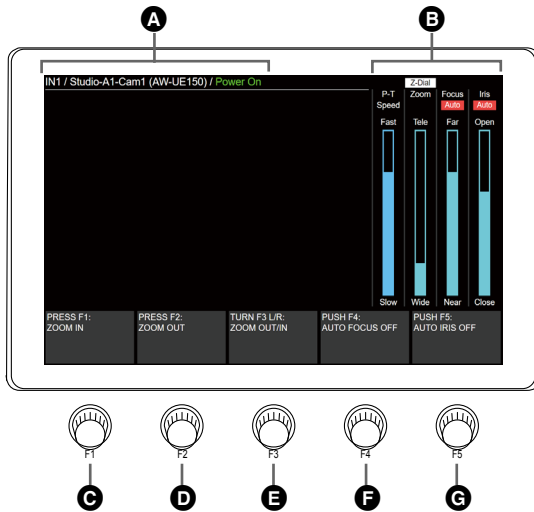 A
B
IN1 / Studio-A1-Cam1 (AW-UE150) / Power On
Z-Dial
P-T Speed
Zoom
Focus
Iris
Auto
Auto
Fast
Tele
Far
Open
Slow
Wide
Near
Close
PRESS F1:
ZOOM IN
PRESS F2:
ZOOM OUT
TURN F3 L/R:
ZOOM OUT/IN
PUSH F4:
AUTO FOCUS OFF
PUSH F5:
AUTO IRIS OFF
F1
F2
F3
F4
F5
C
D
E
F
G